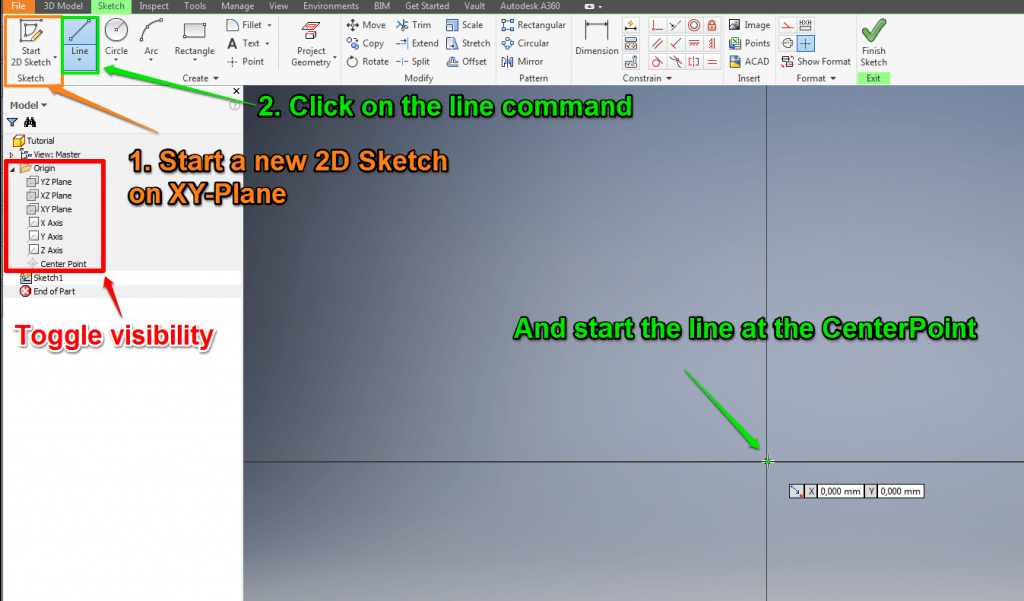 File 3D Model Sketch Inspect Tools Manage View Environments BIM Get Started Vault Autodesk A360
Start
2D Sketch
Line
Circle
Arc
Rectangle
Fillet
Text
Point
Project
Geometry
Move
Copy
Rotate
Trim
Extend
Split
Scale
Stretch
Offset
Rectangular
Circular
Mirror
Dimension
Image
Points
ACAD
Show Format
Finish
Sketch
Sketch Create Modify Pattern Constrain Insert Format Exit
2. Click on the line command
Model
Tutorial
View: Master
Origin
YZ Plane
XZ Plane
XY Plane
X Axis
Y Axis
Z Axis
Center Point
Sketch1
End of Part
1. Start a new 2D Sketch
on XY-Plane
Toggle visibility
And start the line at the CenterPoint
X 0,000 mm Y 0,000 mm